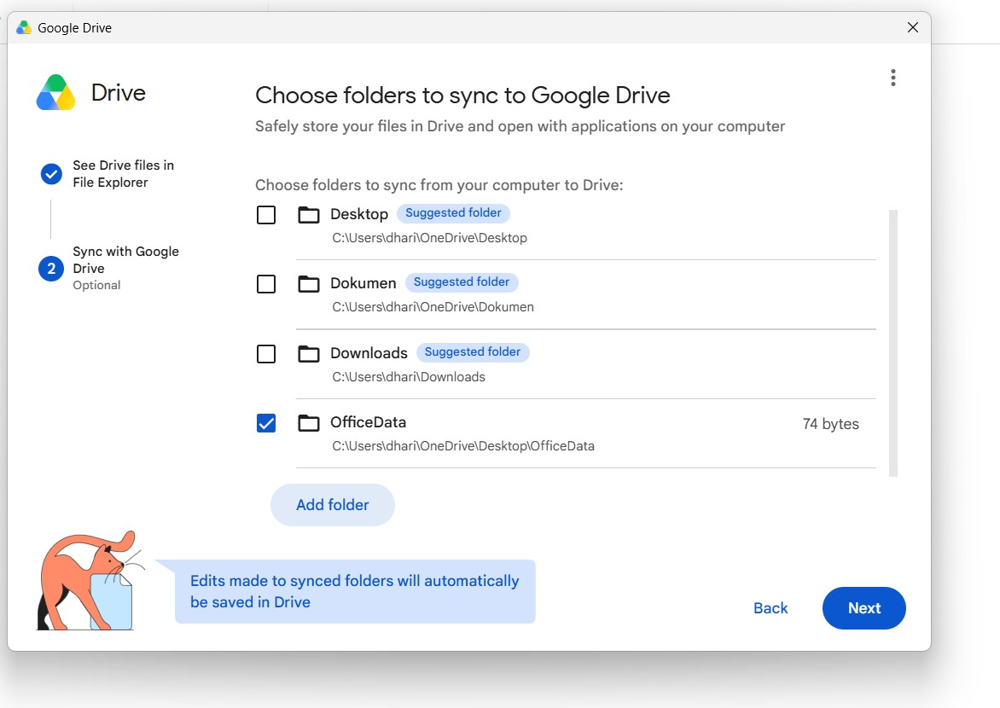 Google Drive
Drive
Choose folders to sync to Google Drive
Safely store your files in Drive and open with applications on your computer
See Drive files in
File Explorer
2
Sync with Google
Drive
Optional
Choose folders to sync from your computer to Drive:
Desktop Suggested folder
C:\Users\dhari\OneDrive\Desktop
Dokumen Suggested folder
C:\Users\dhari\OneDrive\Dokumen
Downloads Suggested folder
C:\Users\dhari\Downloads
OfficeData 74 bytes
C:\Users\dhari\OneDrive\Desktop\OfficeData
Add folder
Edits made to synced folders will automatically
be saved in Drive
Back Next